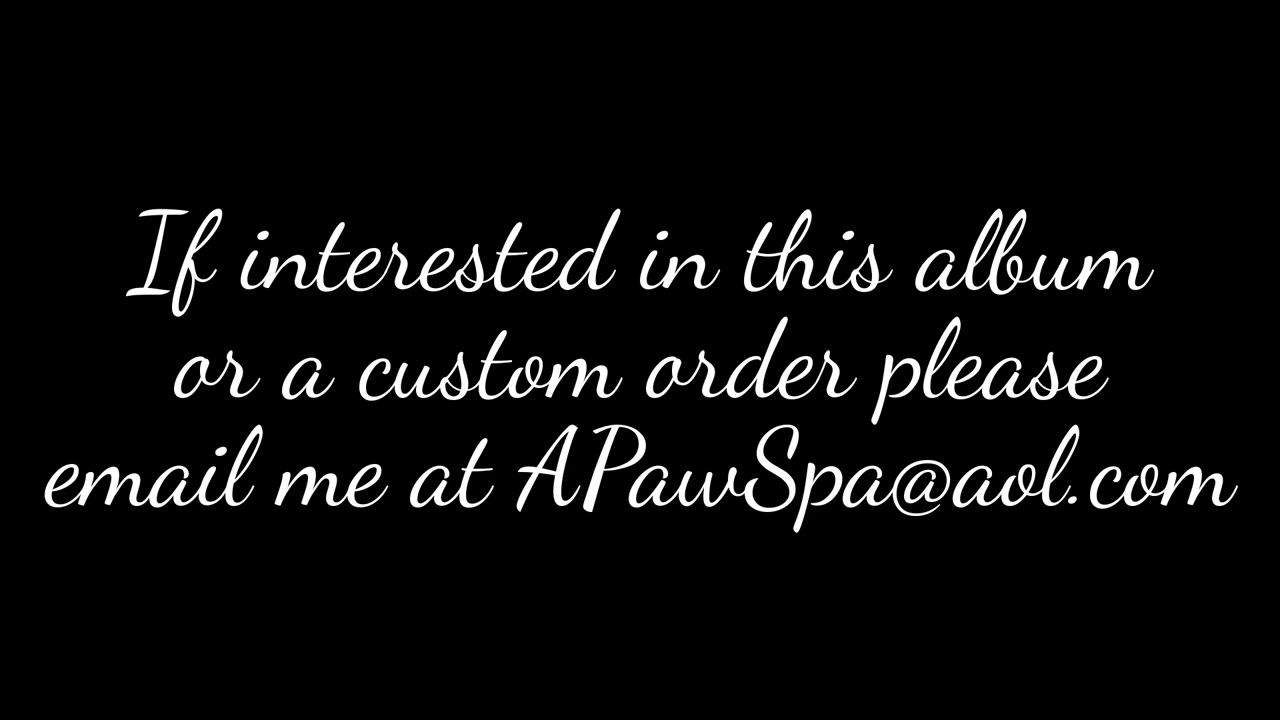 If interested in this album
or a custom order please
email me at APawSpa@aol.com